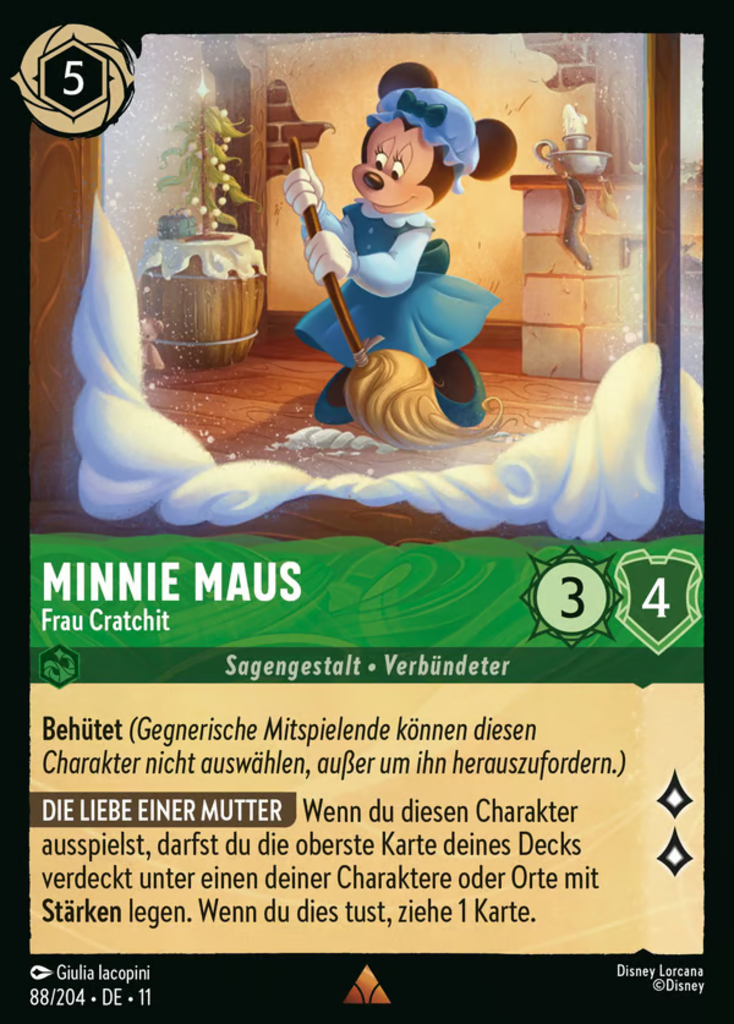 5
MINNIE MAUS
Frau Cratchit
3
4
Sagengestalt • Verbündeter
Behütet (Gegnerische Mitspielende können diesen
Charakter nicht auswählen, außer um ihn herauszufordern.)
DIE LIEBE EINER MUTTER Wenn du diesen Charakter
ausspielst, darfst du die oberste Karte deines Decks
verdeckt unter einen deiner Charaktere oder Orte mit
Stärken legen. Wenn du dies tust, ziehe 1 Karte.
Giulia Iacopini
88/204 • DE • 11
Disney Lorcana
©Disney